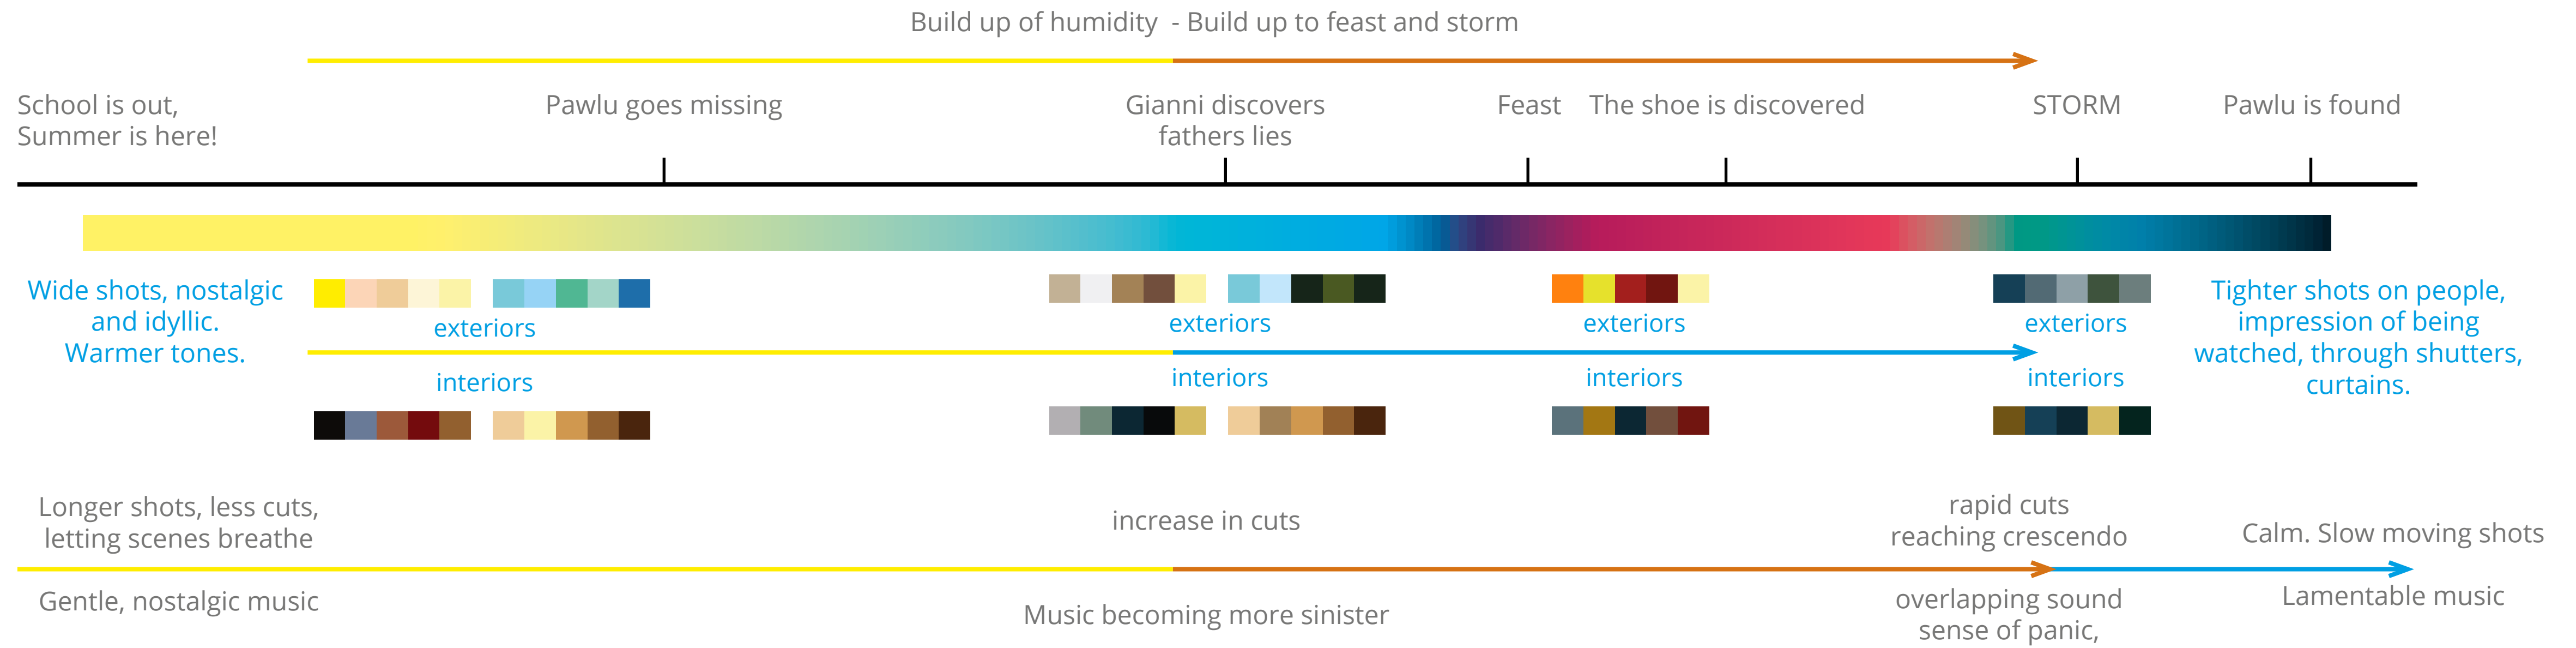 Build up of humidity  - Build up to feast and storm
School is out,
Summer is here!
Pawlu goes missing
Gianni discovers
fathers lies
Feast
The shoe is discovered
STORM
Pawlu is found
Wide shots, nostalgic
and idyllic.
Warmer tones.
exteriors
interiors
exteriors
interiors
exteriors
interiors
exteriors
interiors
Tighter shots on people,
impression of being
watched, through shutters,
curtains.
Longer shots, less cuts,
letting scenes breathe
increase in cuts
rapid cuts
reaching crescendo
Calm. Slow moving shots
Gentle, nostalgic music
Music becoming more sinister
overlapping sound
sense of panic,
Lamentable music